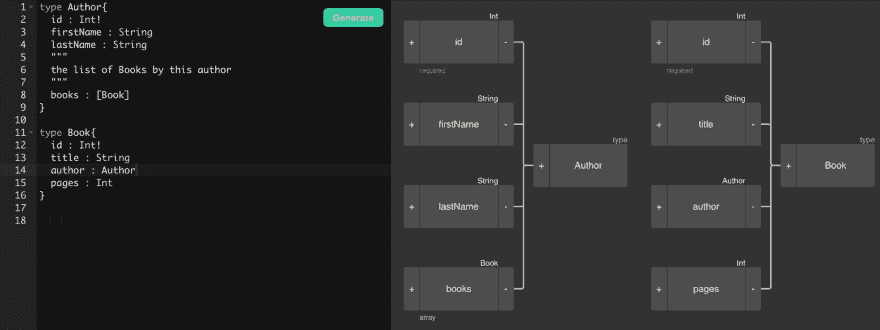 1 type Author{
2 id : Int!
3 firstName : String
4 lastName : String
5 """
6 the list of Books by this author
7 """
8 books : [Book]
9 }
10
11 type Book{
12 id : Int!
13 title : String
14 author : Author
15 pages : Int
16 }
17
18
Generate
Int
+ id -
required
String
+ firstName -
type
+ Author
String
+ lastName -
Book
+ books -
array
Int
+ id -
required
String
+ title -
type
+ Book
Author
+ author -
Int
+ pages -